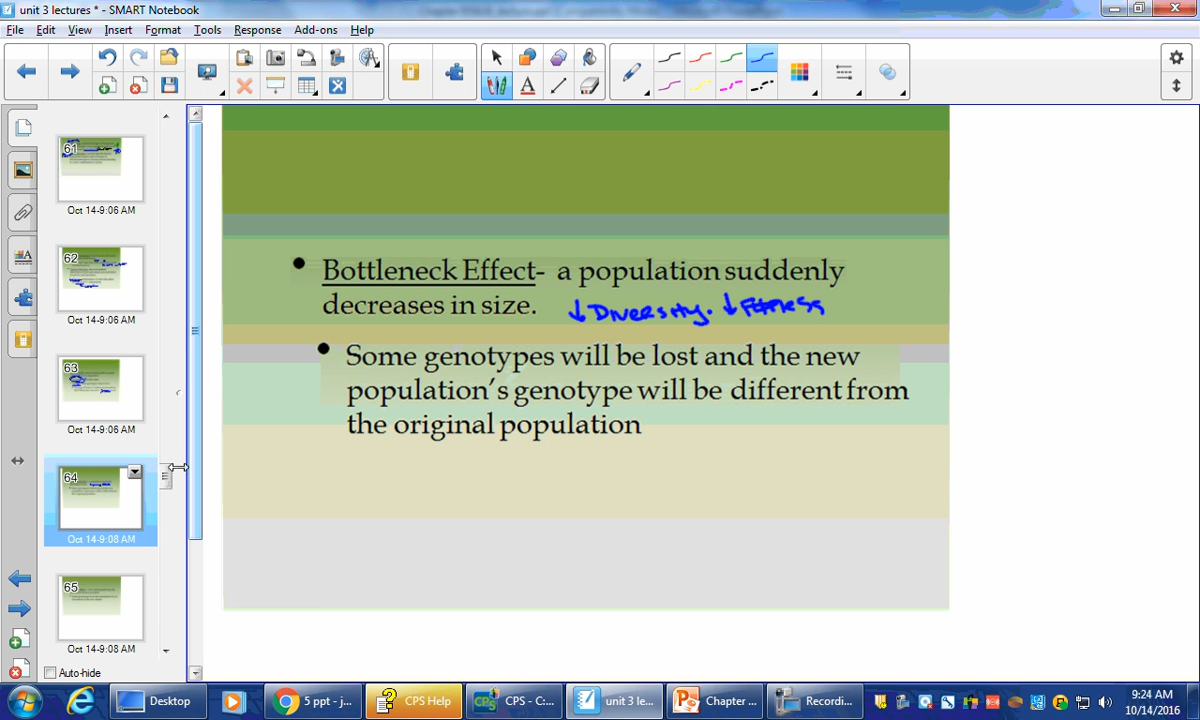 unit 3 lectures * - SMART Notebook
File Edit View Insert Format Tools Response Add-ons Help
61
Oct 14-9:06 AM
62
Oct 14-9:06 AM
63
Oct 14-9:06 AM
64
Oct 14-9:08 AM
65
Oct 14-9:08 AM
Auto-hide
• Bottleneck Effect- a population suddenly
decreases in size. ↓ Diversity. ↓ Fitness
• Some genotypes will be lost and the new
population's genotype will be different from
the original population
Desktop
5 ppt - j...
CPS Help
CPS - C:...
unit 3 le...
Chapter ...
Recordi...
9:24 AM
10/14/2016